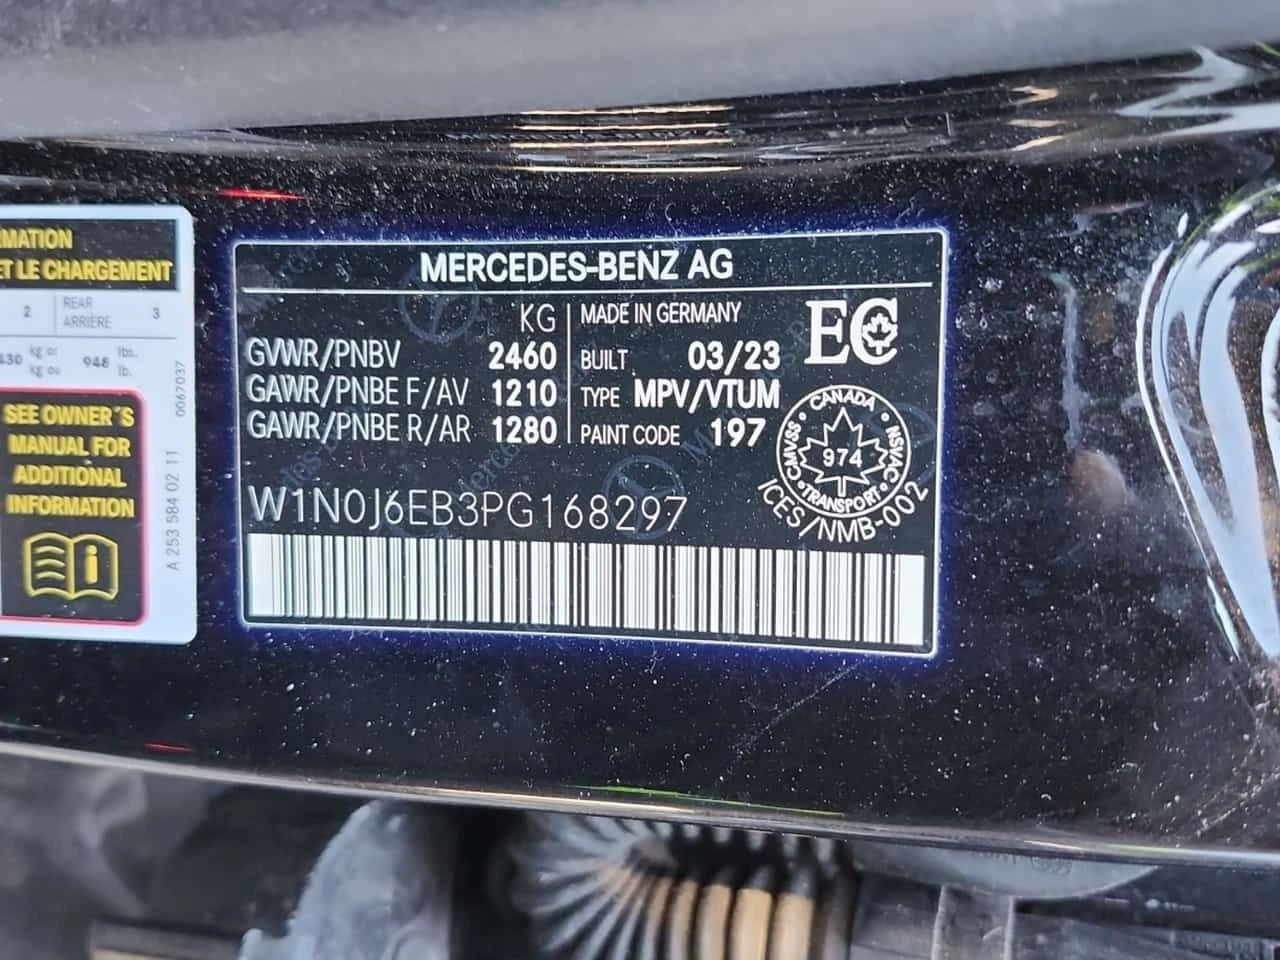 MATION
ET LE CHARGEMENT
2 REAR ARRIÈRE 3
430 kg or kg ou 948 lbs. lb.
SEE OWNER´S
MANUAL FOR
ADDITIONAL
INFORMATION
0067037
A 253 584 02 11
MERCEDES-BENZ AG
KG
GVWR/PNBV 2460
GAWR/PNBE F/AV 1210
GAWR/PNBE R/AR 1280
MADE IN GERMANY
BUILT 03/23
TYPE MPV/VTUM
PAINT CODE 197
EC
CANADA
CMVSS 974 NSVAC
TRANSPORT
ICES/NMB-002
W1N0J6EB3PG168297